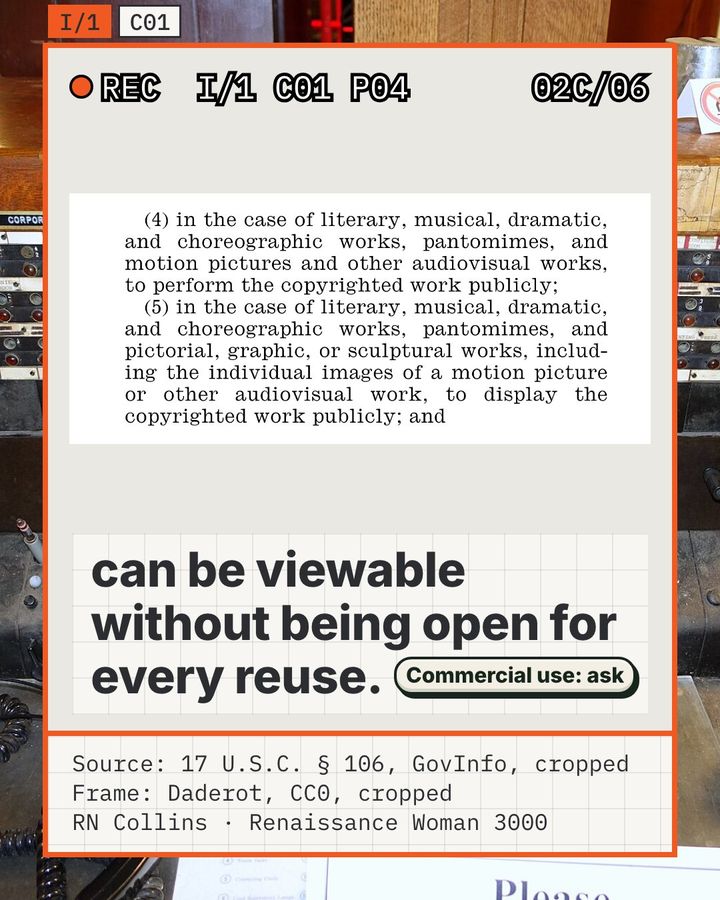 I/1 C01
REC I/1 C01 P04 02C/06
CORPOR
(4) in the case of literary, musical, dramatic,
and choreographic works, pantomimes, and
motion pictures and other audiovisual works,
to perform the copyrighted work publicly;
(5) in the case of literary, musical, dramatic,
and choreographic works, pantomimes, and
pictorial, graphic, or sculptural works, includ-
ing the individual images of a motion picture
or other audiovisual work, to display the
copyrighted work publicly; and
can be viewable
without being open for
every reuse. Commercial use: ask
Source: 17 U.S.C. § 106, GovInfo, cropped
Frame: Daderot, CC0, cropped
RN Collins · Renaissance Woman 3000
Please